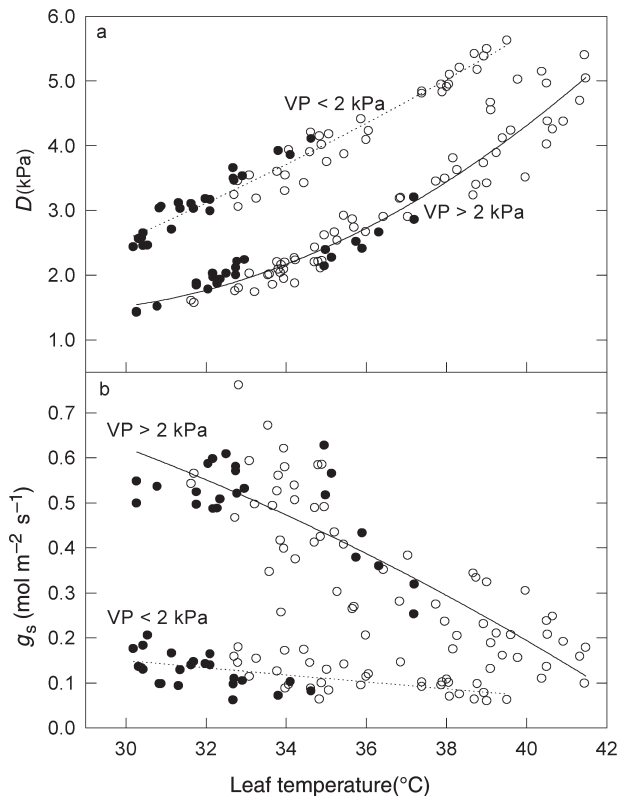 a
6.0
5.0
4.0
3.0
2.0
1.0
D(kPa)
VP < 2 kPa
VP > 2 kPa
b
0.7
0.6
0.5
0.4
0.3
0.2
0.1
0.0
gs (mol m−2 s−1)
VP > 2 kPa
VP < 2 kPa
30 32 34 36 38 40 42
Leaf temperature(°C)